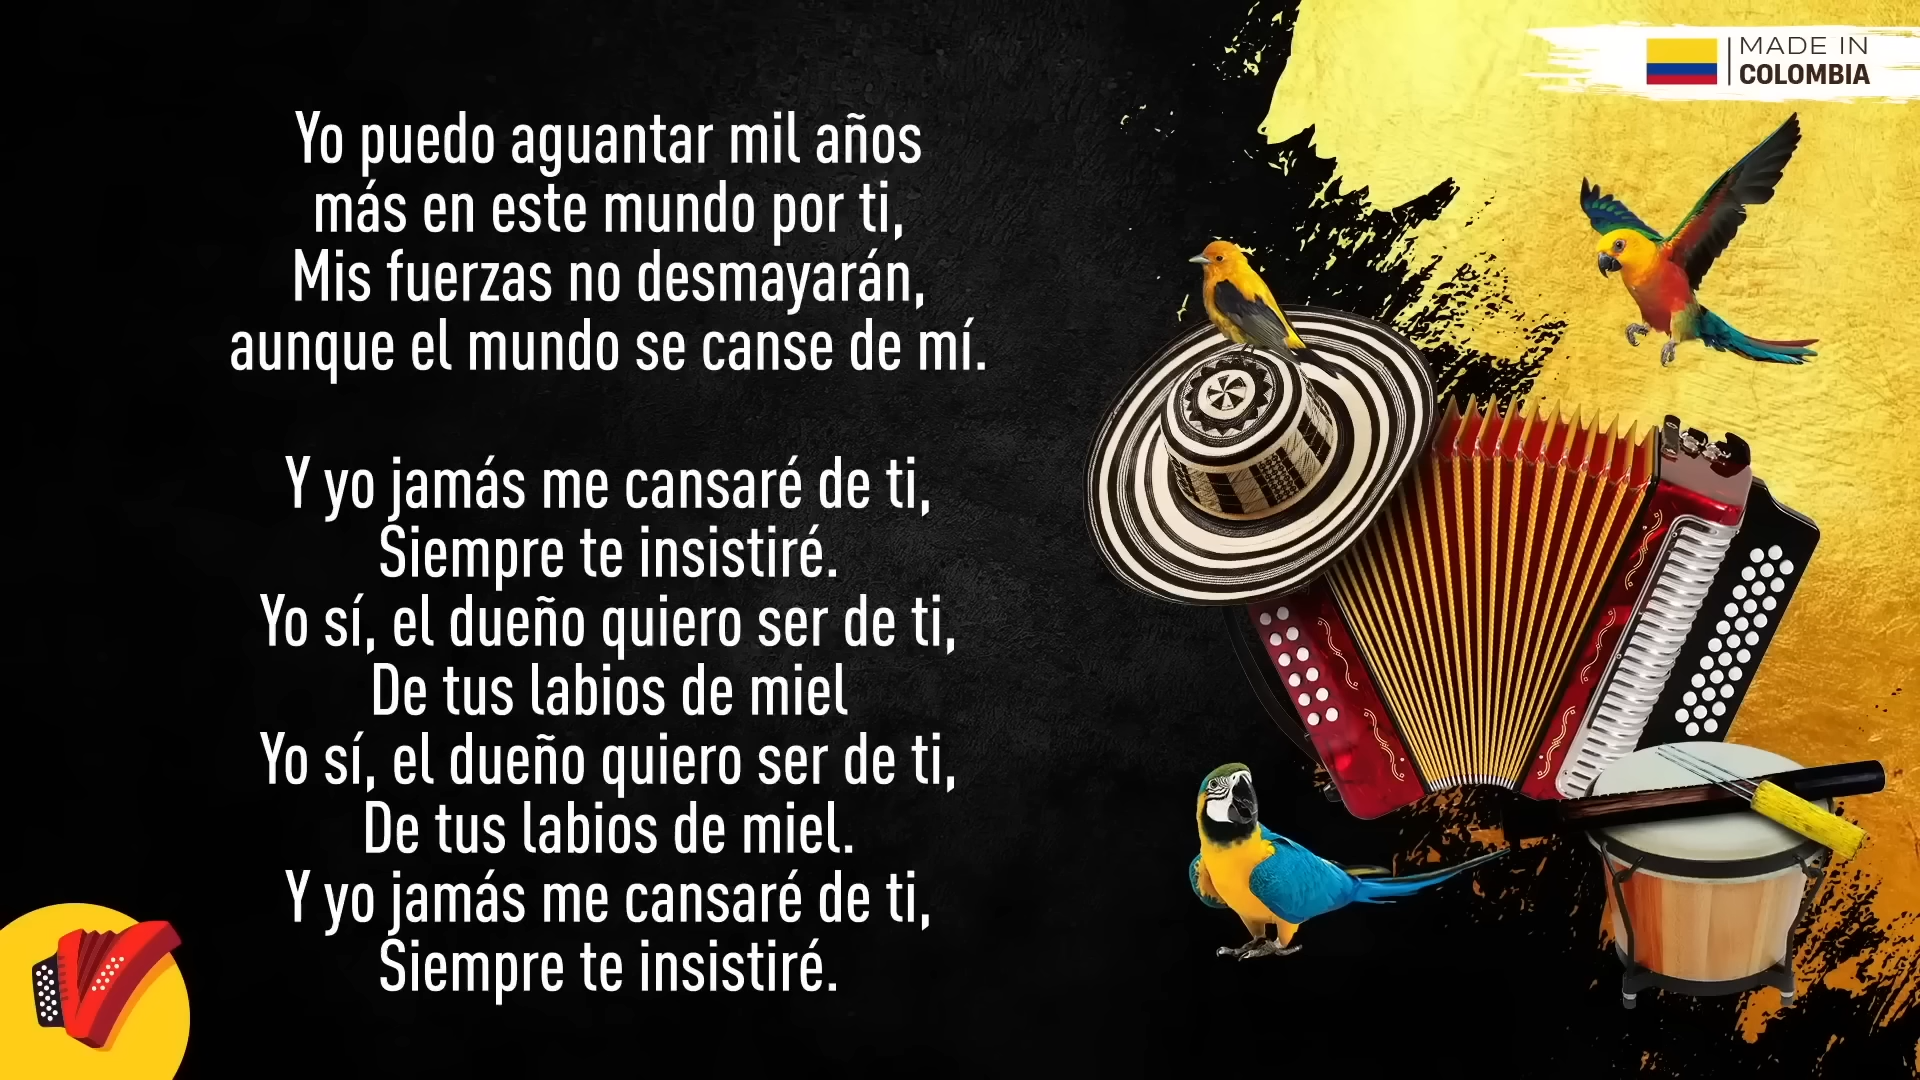 MADE IN
COLOMBIA
Yo puedo aguantar mil años
más en este mundo por ti,
Mis fuerzas no desmayarán,
aunque el mundo se canse de mí.
Y yo jamás me cansaré de ti,
Siempre te insistiré.
Yo sí, el dueño quiero ser de ti,
De tus labios de miel
Yo sí, el dueño quiero ser de ti,
De tus labios de miel.
Y yo jamás me cansaré de ti,
Siempre te insistiré.